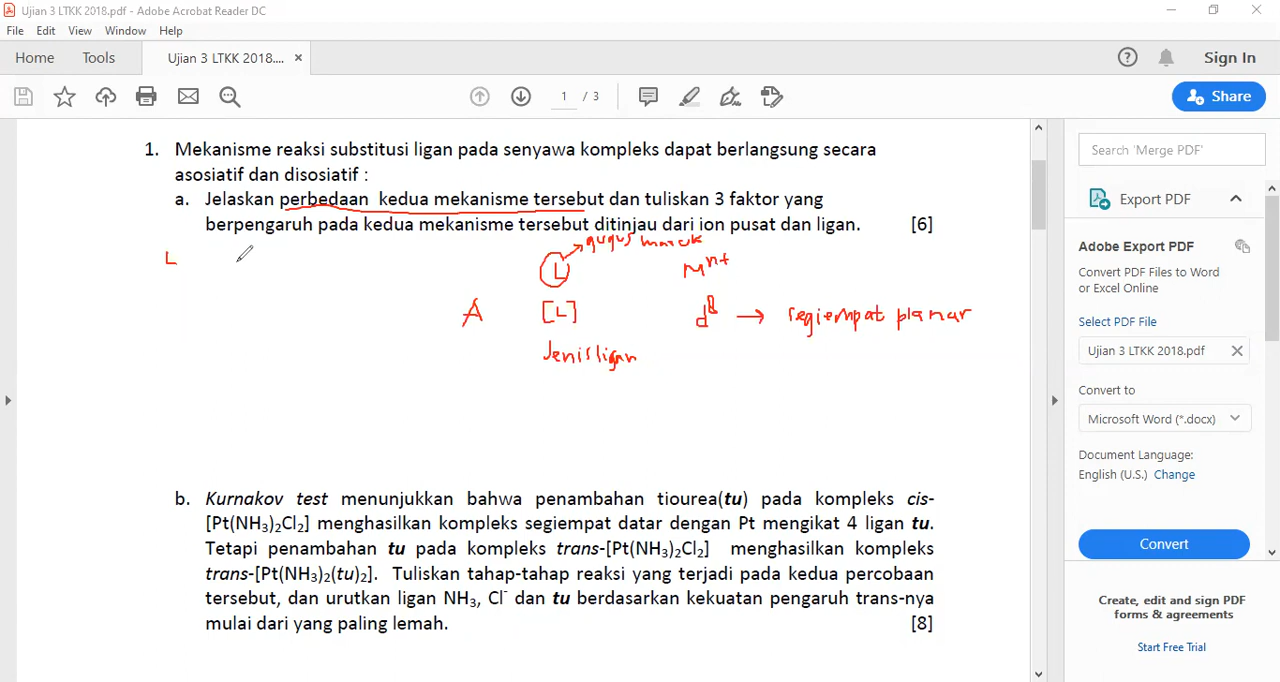 Ujian 3 LTKK 2018.pdf - Adobe Acrobat Reader DC
File Edit View Window Help
Home Tools Ujian 3 LTKK 2018.... × Sign In
1 / 3 Share
1. Mekanisme reaksi substitusi ligan pada senyawa kompleks dapat berlangsung secara
asosiatif dan disosiatif :
a. Jelaskan perbedaan kedua mekanisme tersebut dan tuliskan 3 faktor yang
berpengaruh pada kedua mekanisme tersebut ditinjau dari ion pusat dan ligan. [6]
gugus masuk
L L Mⁿ⁺
A [L] d⁸ → segiempat planar
Jenis ligan
b. Kurnakov test menunjukkan bahwa penambahan tiourea(tu) pada kompleks cis-
[Pt(NH₃)₂Cl₂] menghasilkan kompleks segiempat datar dengan Pt mengikat 4 ligan tu.
Tetapi penambahan tu pada kompleks trans-[Pt(NH₃)₂Cl₂] menghasilkan kompleks
trans-[Pt(NH₃)₂(tu)₂]. Tuliskan tahap-tahap reaksi yang terjadi pada kedua percobaan
tersebut, dan urutkan ligan NH₃, Cl⁻ dan tu berdasarkan kekuatan pengaruh trans-nya
mulai dari yang paling lemah. [8]
Search 'Merge PDF'
Export PDF
Adobe Export PDF
Convert PDF Files to Word
or Excel Online
Select PDF File
Ujian 3 LTKK 2018.pdf ×
Convert to
Microsoft Word (*.docx)
Document Language:
English (U.S.) Change
Convert
Create, edit and sign PDF
forms & agreements
Start Free Trial